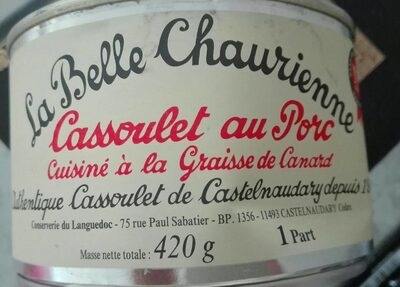 La Belle Chaurienne
Cassoulet au Porc
Cuisiné à la Graisse de Canard
Authentique Cassoulet de Castelnaudary depuis
Conserverie du Languedoc - 75 rue Paul Sabatier - BP. 1356 - 11493 CASTELNAUDARY Cedex
Masse nette totale : 420 g
1 Part